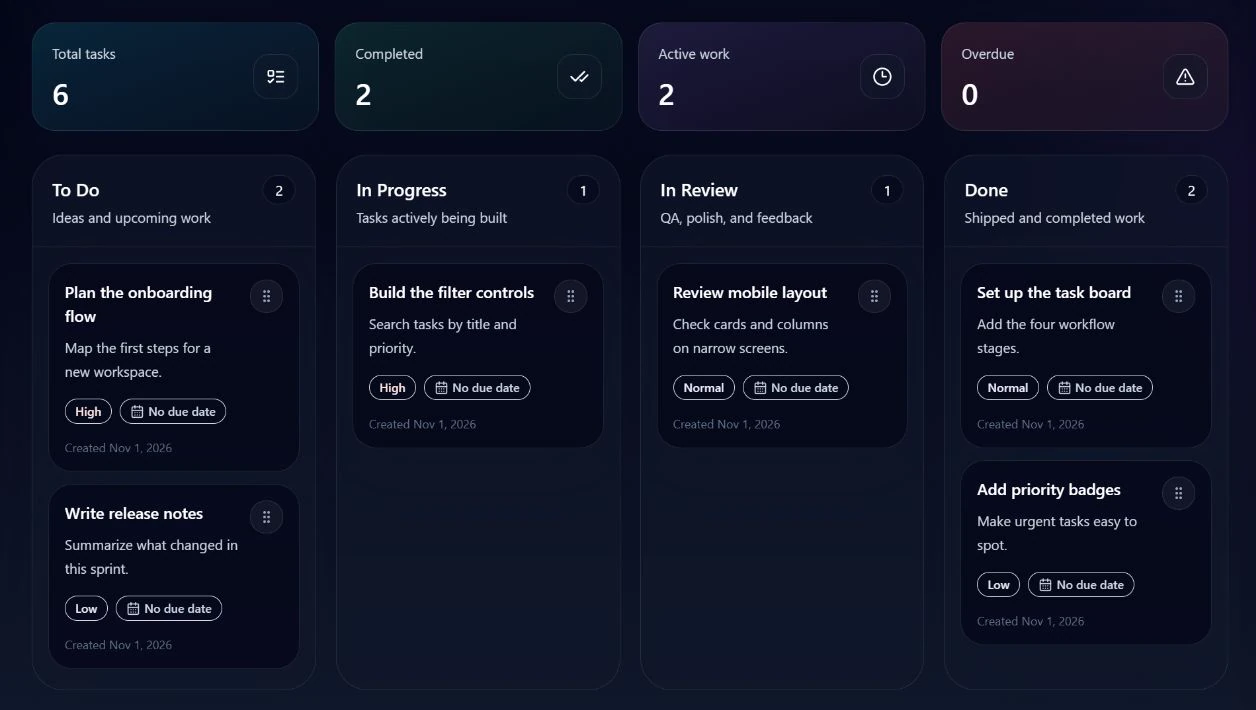 Total tasks
6
Completed
2
Active work
2
Overdue
0
To Do
2
Ideas and upcoming work
Plan the onboarding
flow
Map the first steps for a
new workspace.
High
No due date
Created Nov 1, 2026
Write release notes
Summarize what changed in
this sprint.
Low
No due date
Created Nov 1, 2026
In Progress
1
Tasks actively being built
Build the filter controls
Search tasks by title and
priority.
High
No due date
Created Nov 1, 2026
In Review
1
QA, polish, and feedback
Review mobile layout
Check cards and columns
on narrow screens.
Normal
No due date
Created Nov 1, 2026
Done
2
Shipped and completed work
Set up the task board
Add the four workflow
stages.
Normal
No due date
Created Nov 1, 2026
Add priority badges
Make urgent tasks easy to
spot.
Low
No due date
Created Nov 1, 2026